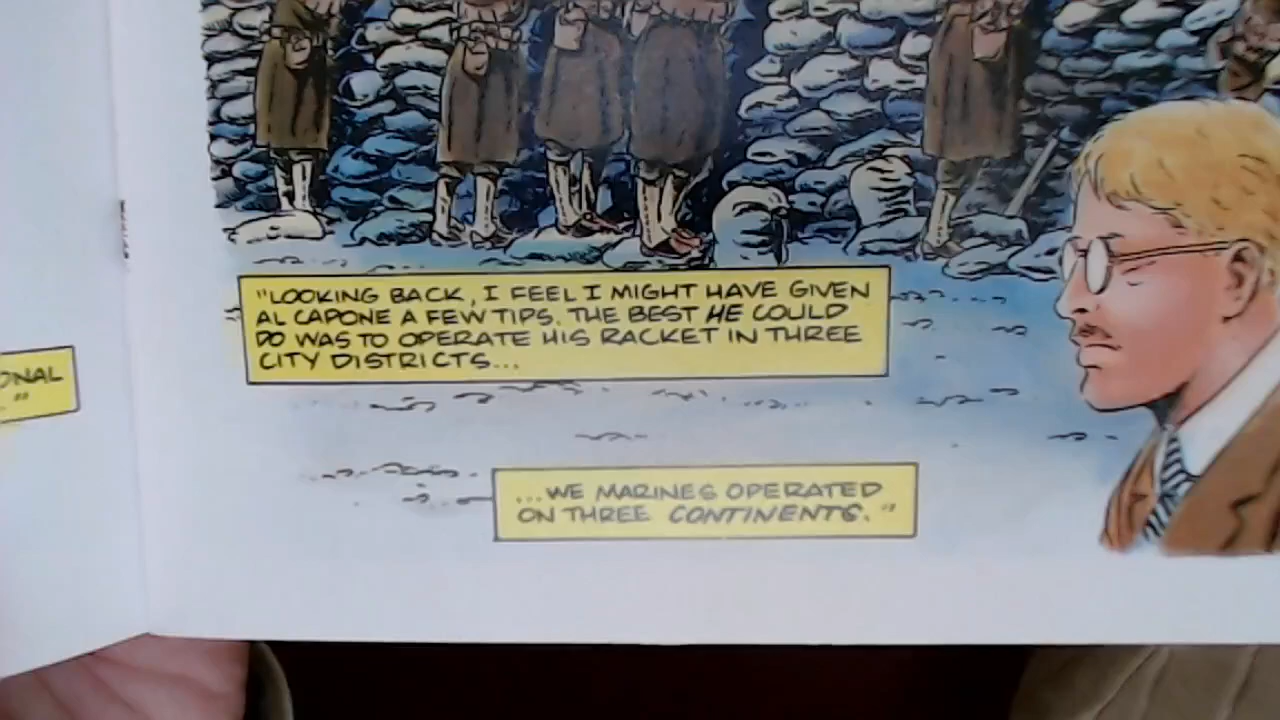 ONAL
."
"LOOKING BACK, I FEEL I MIGHT HAVE GIVEN
AL CAPONE A FEW TIPS. THE BEST HE COULD
DO WAS TO OPERATE HIS RACKET IN THREE
CITY DISTRICTS...
...WE MARINES OPERATED
ON THREE CONTINENTS."